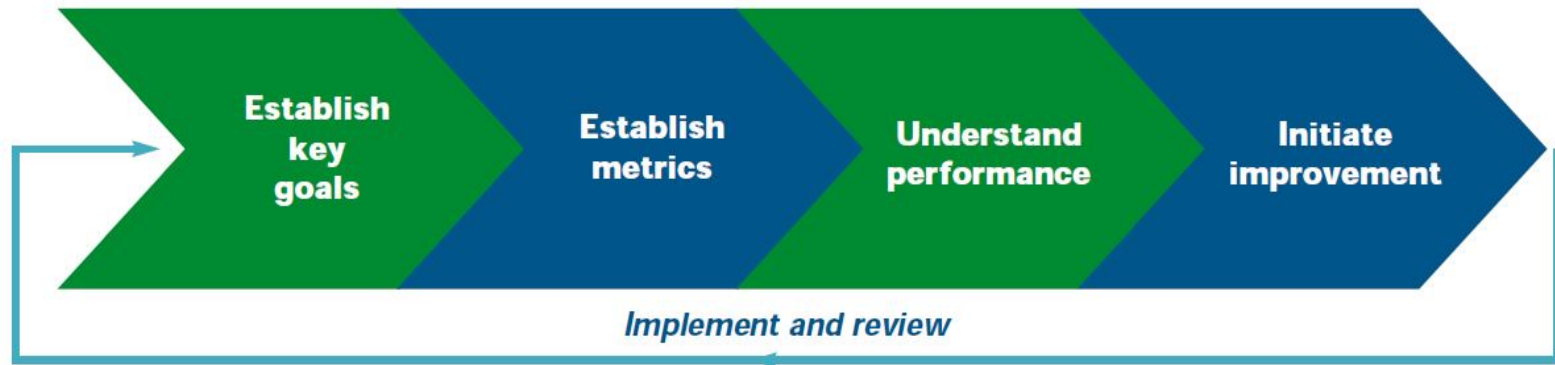 Establish
key
goals
Establish
metrics
Understand
performance
Initiate
improvement
Implement and review